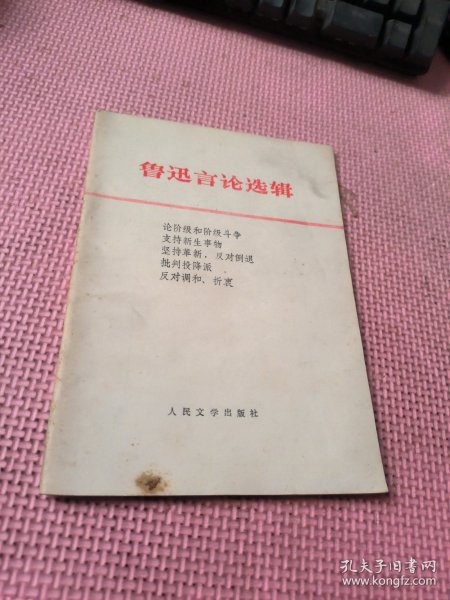 鲁迅言论选辑
论阶级和阶级斗争
支持新生事物
坚持革新，反对倒退
批判投降派
反对调和、折衷
人民文学出版社
孔夫子旧书网
www.kongfz.com